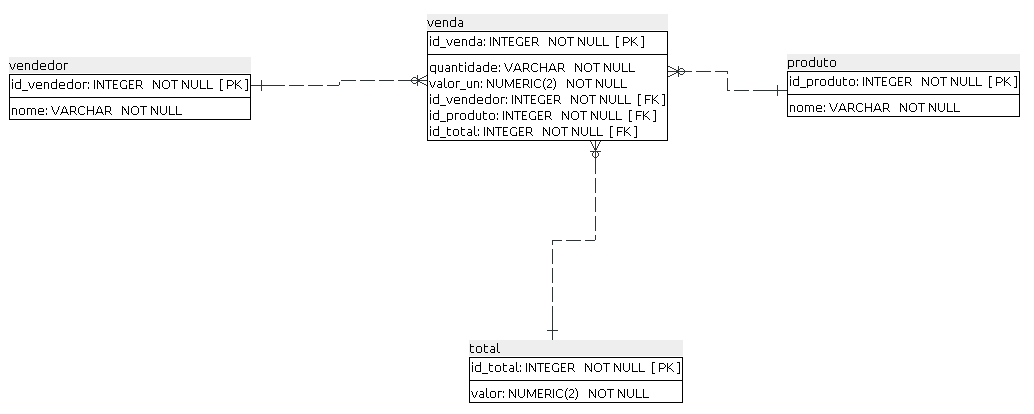 vendedor
id_vendedor: INTEGER NOT NULL [ PK ]
nome: VARCHAR NOT NULL
venda
id_venda: INTEGER NOT NULL [ PK ]
quantidade: VARCHAR NOT NULL
valor_un: NUMERIC(2) NOT NULL
id_vendedor: INTEGER NOT NULL [ FK ]
id_produto: INTEGER NOT NULL [ FK ]
id_total: INTEGER NOT NULL [ FK ]
produto
id_produto: INTEGER NOT NULL [ PK ]
nome: VARCHAR NOT NULL
total
id_total: INTEGER NOT NULL [ PK ]
valor: NUMERIC(2) NOT NULL